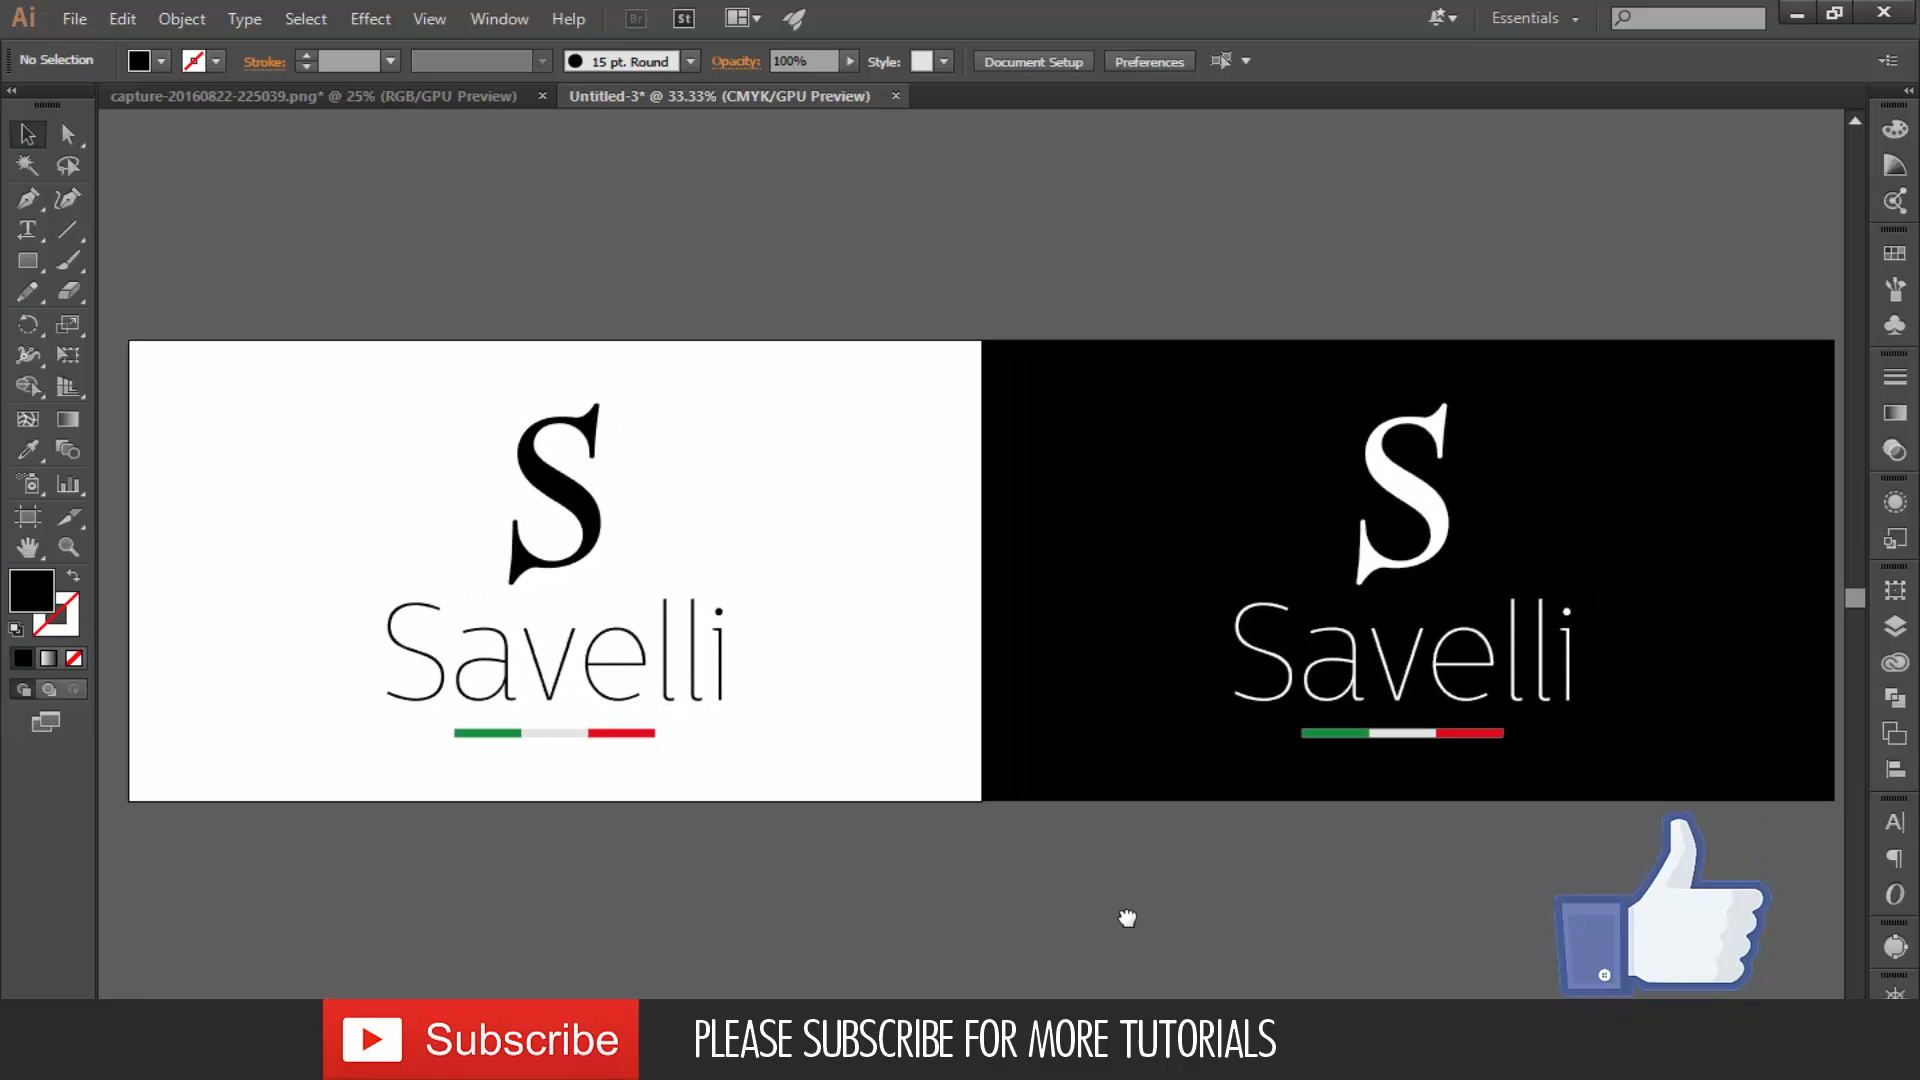 Ai File Edit Object Type Select Effect View Window Help Br St Essentials
No Selection Stroke: 15 pt. Round Opacity: 100% Style: Document Setup Preferences
capture-20160822-225039.png* @ 25% (RGB/GPU Preview) × Untitled-3* @ 33.33% (CMYK/GPU Preview) ×
S S
Savelli Savelli
Subscribe PLEASE SUBSCRIBE FOR MORE TUTORIALS